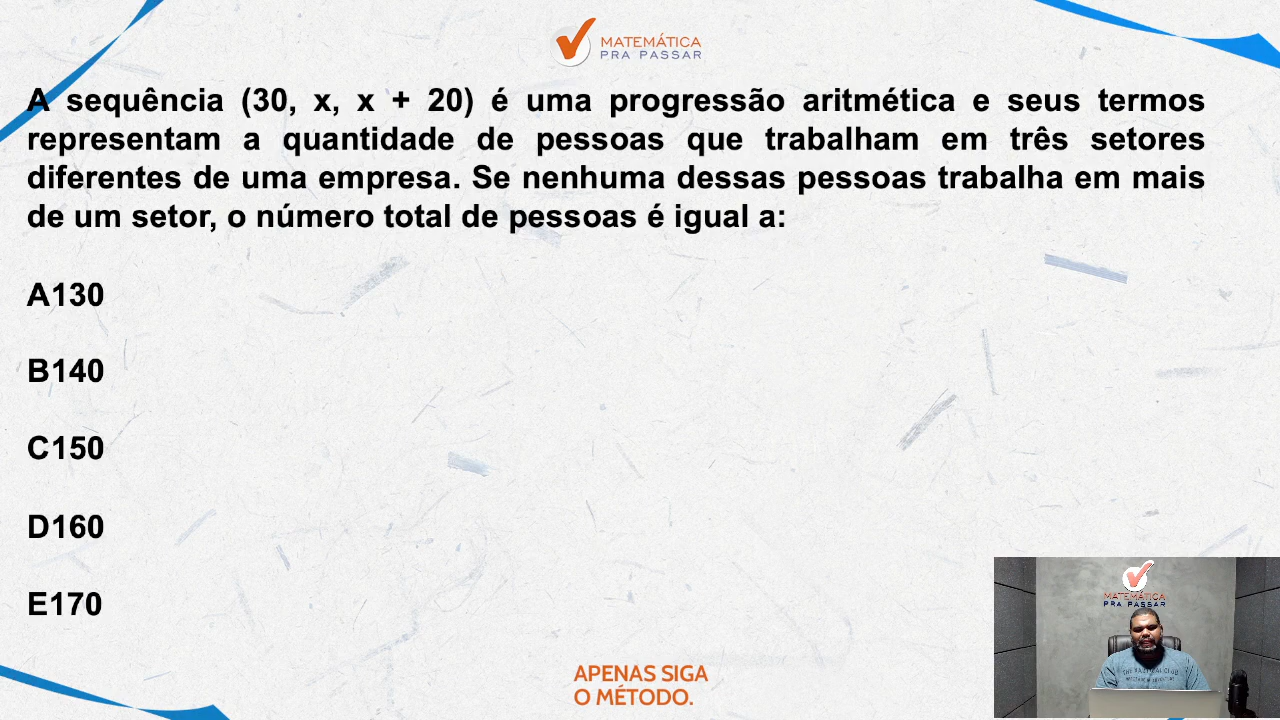 MATEMÁTICA
PRA PASSAR
A sequência (30, x, x + 20) é uma progressão aritmética e seus termos
representam a quantidade de pessoas que trabalham em três setores
diferentes de uma empresa. Se nenhuma dessas pessoas trabalha em mais
de um setor, o número total de pessoas é igual a:
A130
B140
C150
D160
E170
MATEMÁTICA
PRA PASSAR
APENAS SIGA
O MÉTODO.